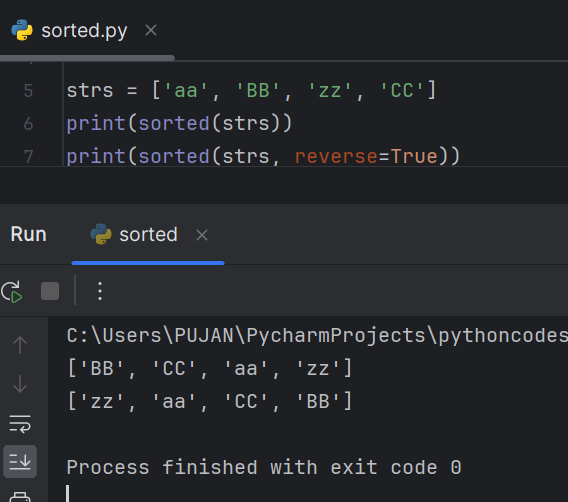 sorted.py
5 strs = ['aa', 'BB', 'zz', 'CC']
6 print(sorted(strs))
7 print(sorted(strs, reverse=True))
Run sorted
C:\Users\PUJAN\PycharmProjects\pythoncodes
['BB', 'CC', 'aa', 'zz']
['zz', 'aa', 'CC', 'BB']
Process finished with exit code 0